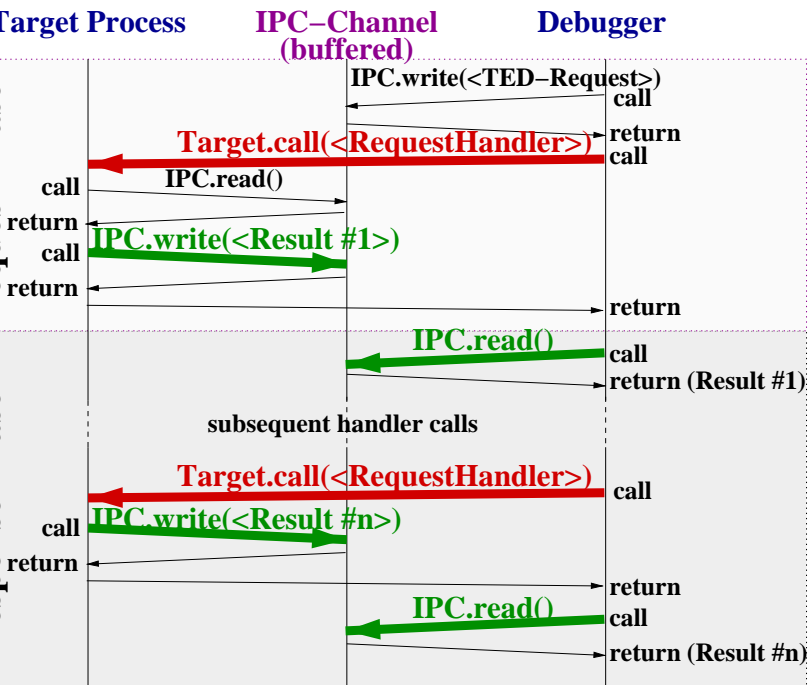 Target Process IPC−Channel Debugger
(buffered)
IPC.write(<TED−Request>)
call
return
Target.call(<RequestHandler>)
call
IPC.read()
call
return
IPC.write(<Result #1>)
call
return
return
IPC.read()
call
return (Result #1)
subsequent handler calls
Target.call(<RequestHandler>)
call
IPC.write(<Result #n>)
call
return
return
IPC.read()
call
return (Result #n)